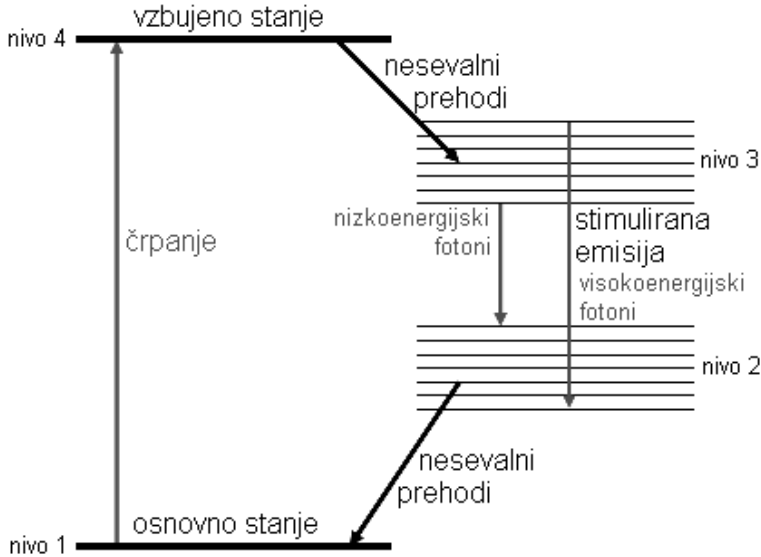 vzbujeno stanje
nivo 4
nesevalni
prehodi
nivo 3
nizkoenergijski
fotoni
stimulirana
emisija
visokoenergijski
fotoni
črpanje
nivo 2
nesevalni
prehodi
osnovno stanje
nivo 1